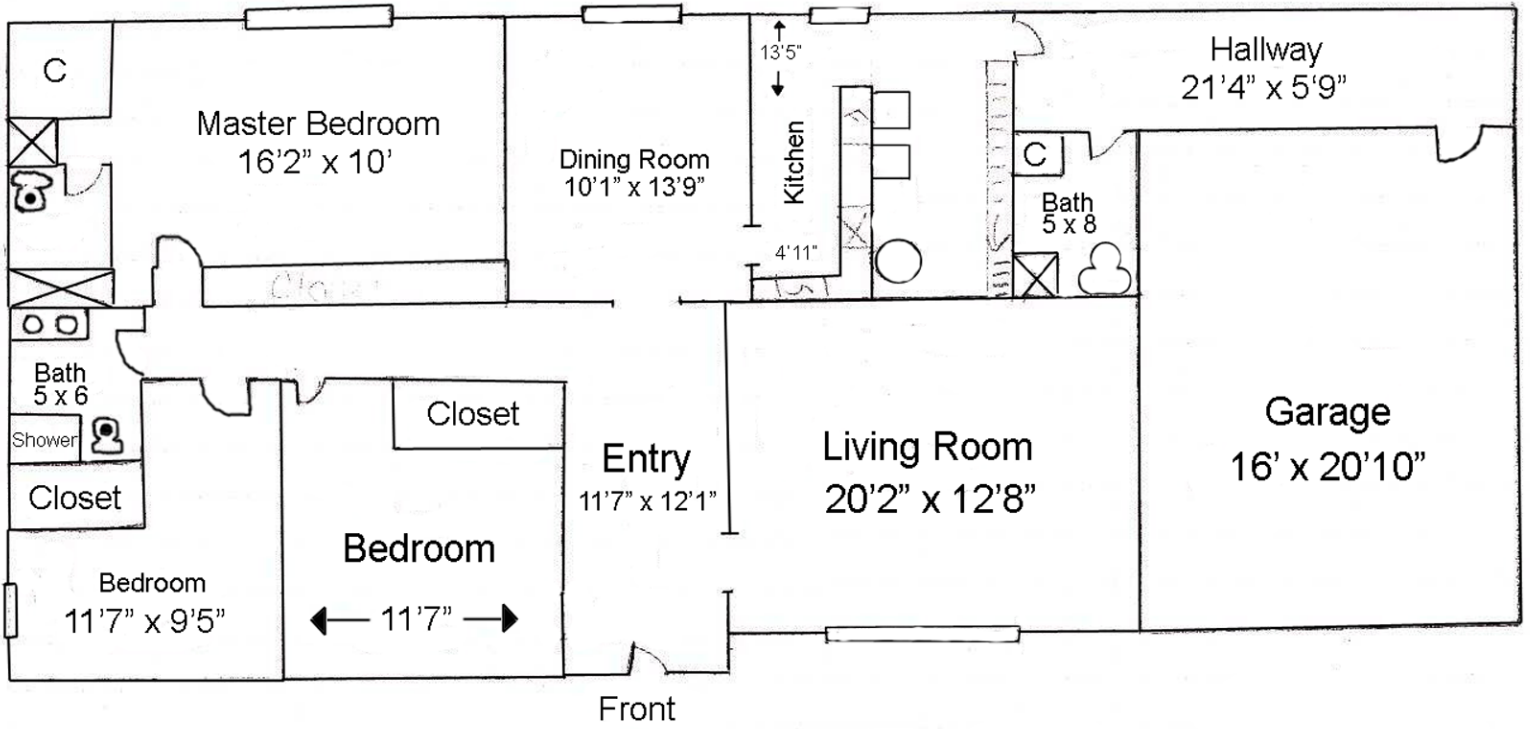 C
Master Bedroom
16'2” x 10'
Closet
Dining Room
10’1” x 13’9”
13’5”
Kitchen
4’11”
Hallway
21’4” x 5‘9”
C
Bath
5 x 8
Bath
5 x 6
Shower
Closet
Bedroom
11’7” x 9’5”
Closet
Bedroom
11’7”
Entry
11’7” x 12’1”
Living Room
20’2” x 12’8”
Garage
16’ x 20’10”
Front